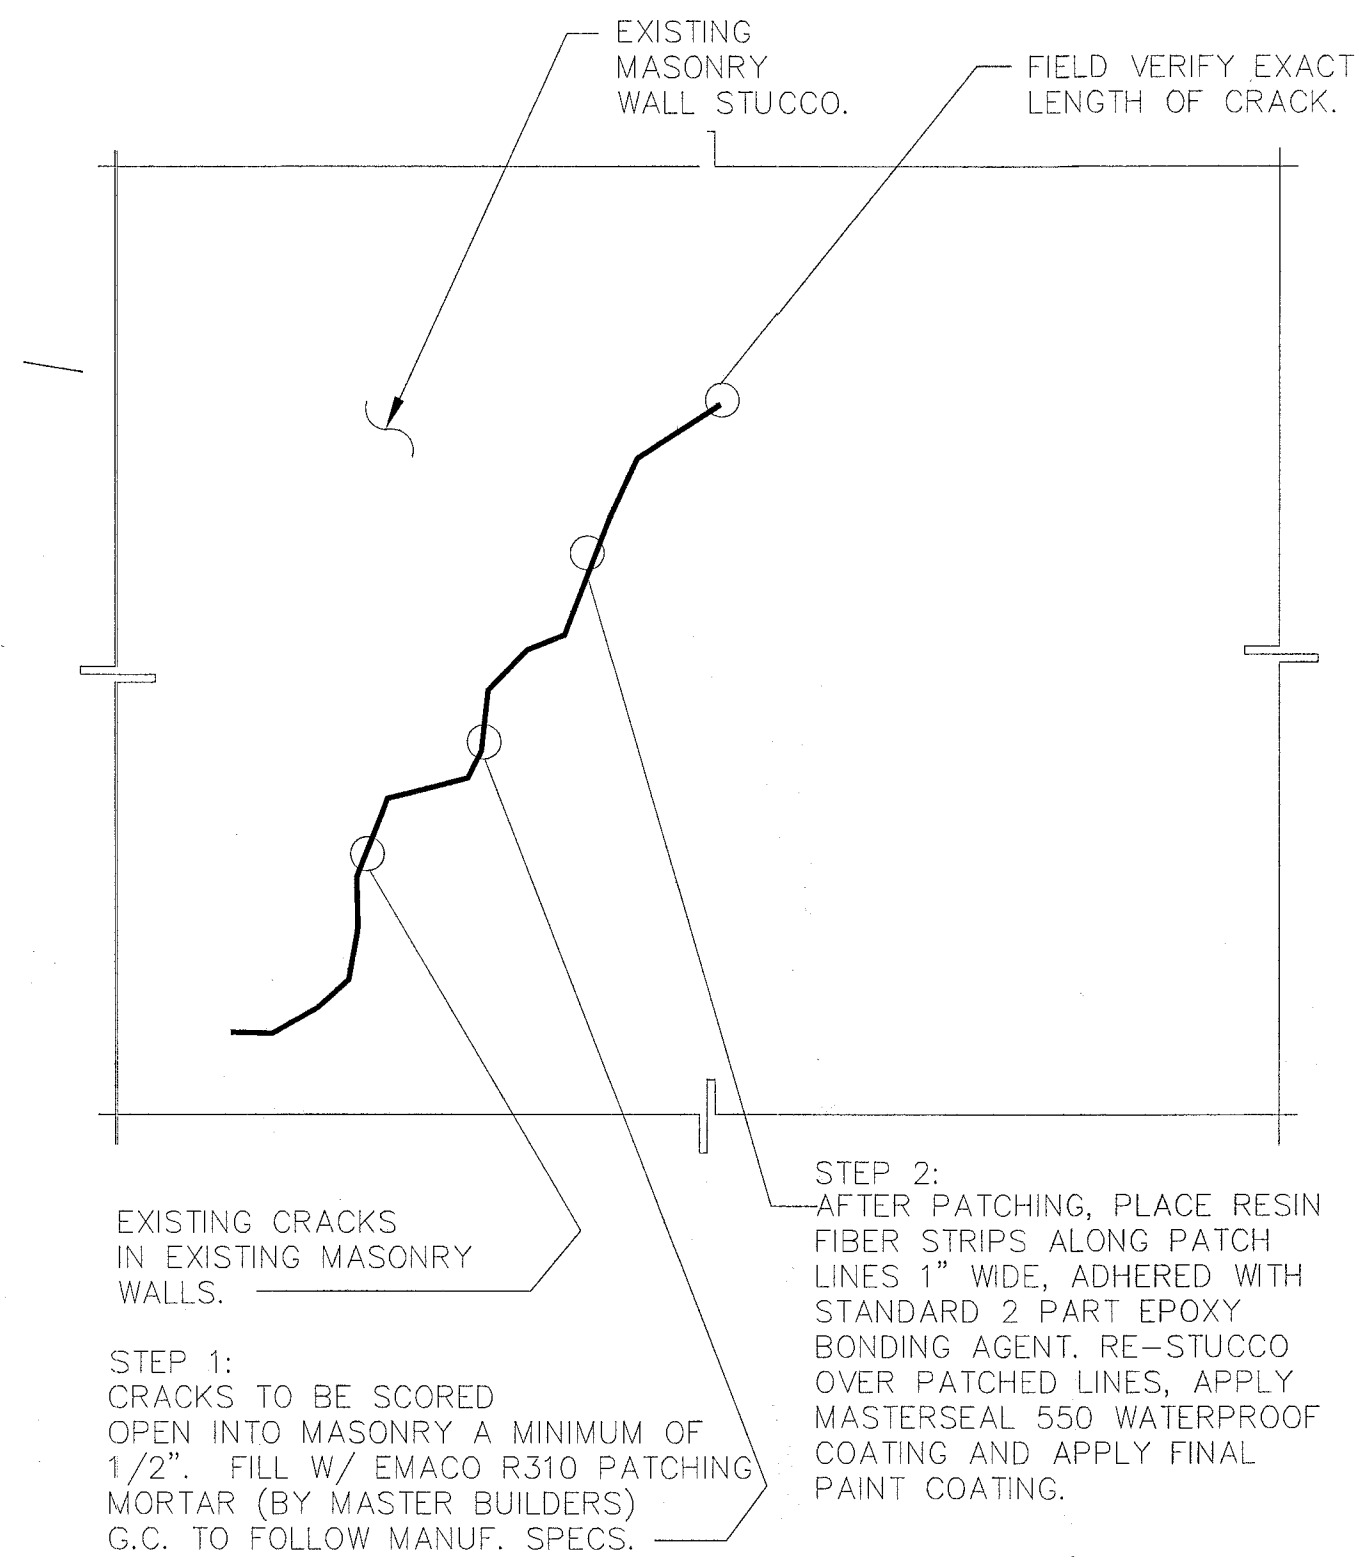 EXISTING
MASONRY
WALL STUCCO.
FIELD VERIFY EXACT
LENGTH OF CRACK.
EXISTING CRACKS
IN EXISTING MASONRY
WALLS.
STEP 1:
CRACKS TO BE SCORED
OPEN INTO MASONRY A MINIMUM OF
1/2". FILL W/ EMACO R310 PATCHING
MORTAR (BY MASTER BUILDERS)
G.C. TO FOLLOW MANUF. SPECS.
STEP 2:
AFTER PATCHING, PLACE RESIN
FIBER STRIPS ALONG PATCH
LINES 1" WIDE, ADHERED WITH
STANDARD 2 PART EPOXY
BONDING AGENT. RE-STUCCO
OVER PATCHED LINES, APPLY
MASTERSEAL 550 WATERPROOF
COATING AND APPLY FINAL
PAINT COATING.